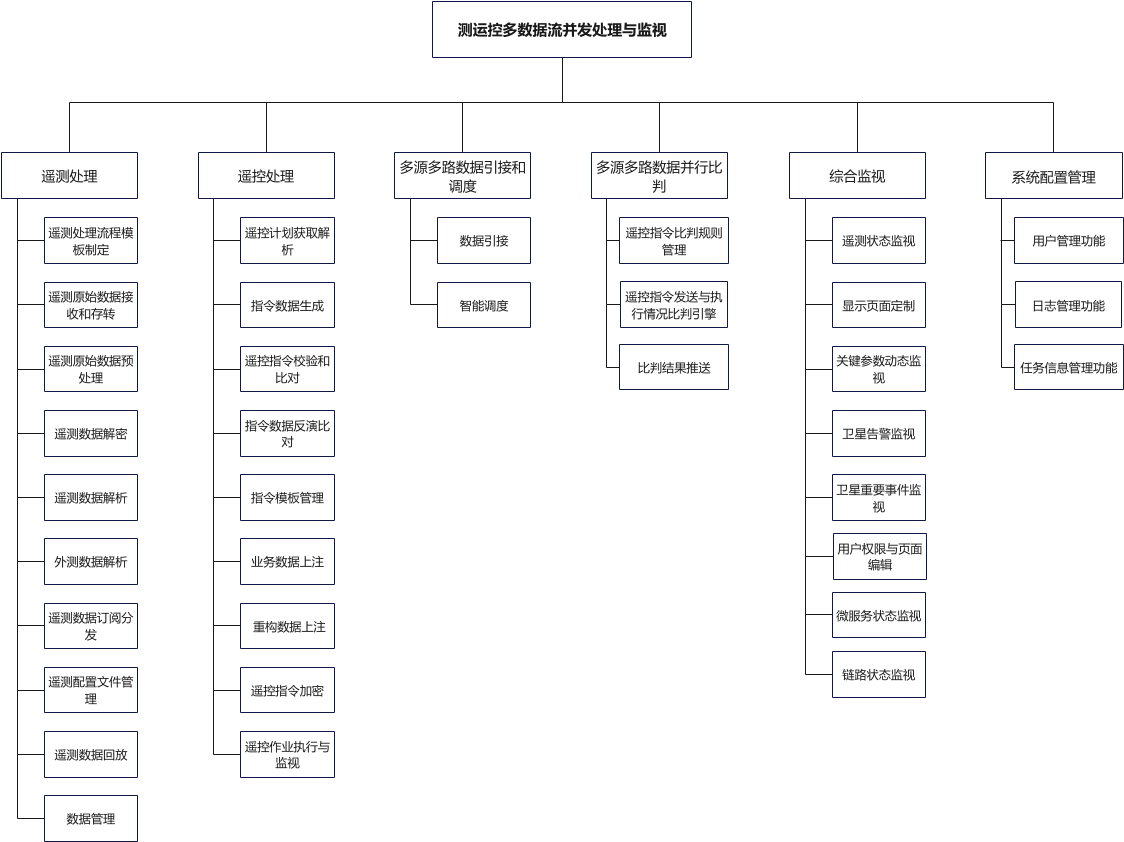 测运控多数据流并发处理与监视
遥测处理
遥测处理流程模
板制定
遥测原始数据接
收和存转
遥测原始数据预
处理
遥测数据解密
遥测数据解析
外测数据解析
遥测数据订阅分
发
遥测配置文件管
理
遥测数据回放
数据管理
遥控处理
遥控计划获取解
析
指令数据生成
遥控指令校验和
比对
指令数据反演比
对
指令模板管理
业务数据上注
重构数据上注
遥控指令加密
遥控作业执行与
监视
多源多路数据引接和
调度
数据引接
智能调度
多源多路数据并行比
判
遥控指令比判规则
管理
遥控指令发送与执
行情况比判引擎
比判结果推送
综合监视
遥测状态监视
显示页面定制
关键参数动态监
视
卫星告警监视
卫星重要事件监
视
用户权限与页面
编辑
微服务状态监视
链路状态监视
系统配置管理
用户管理功能
日志管理功能
任务信息管理功能